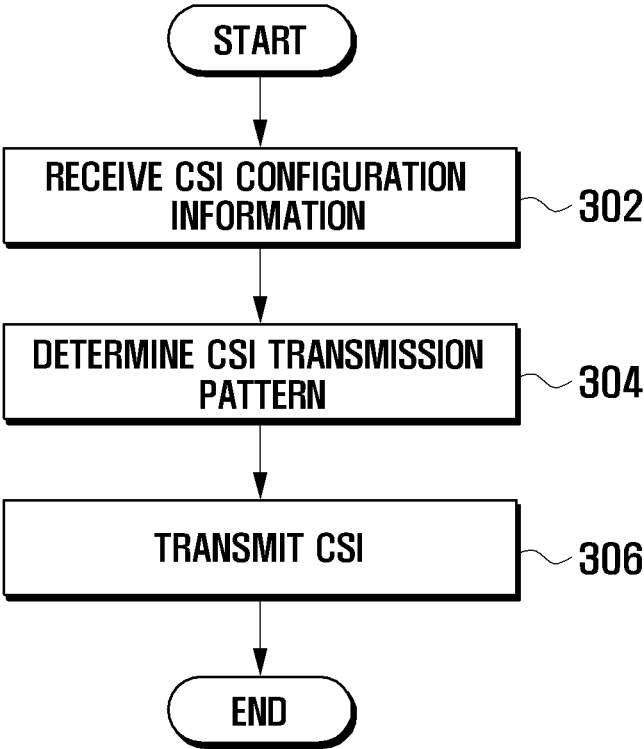 START
RECEIVE CSI CONFIGURATION
INFORMATION
302
DETERMINE CSI TRANSMISSION
PATTERN
304
TRANSMIT CSI
306
END